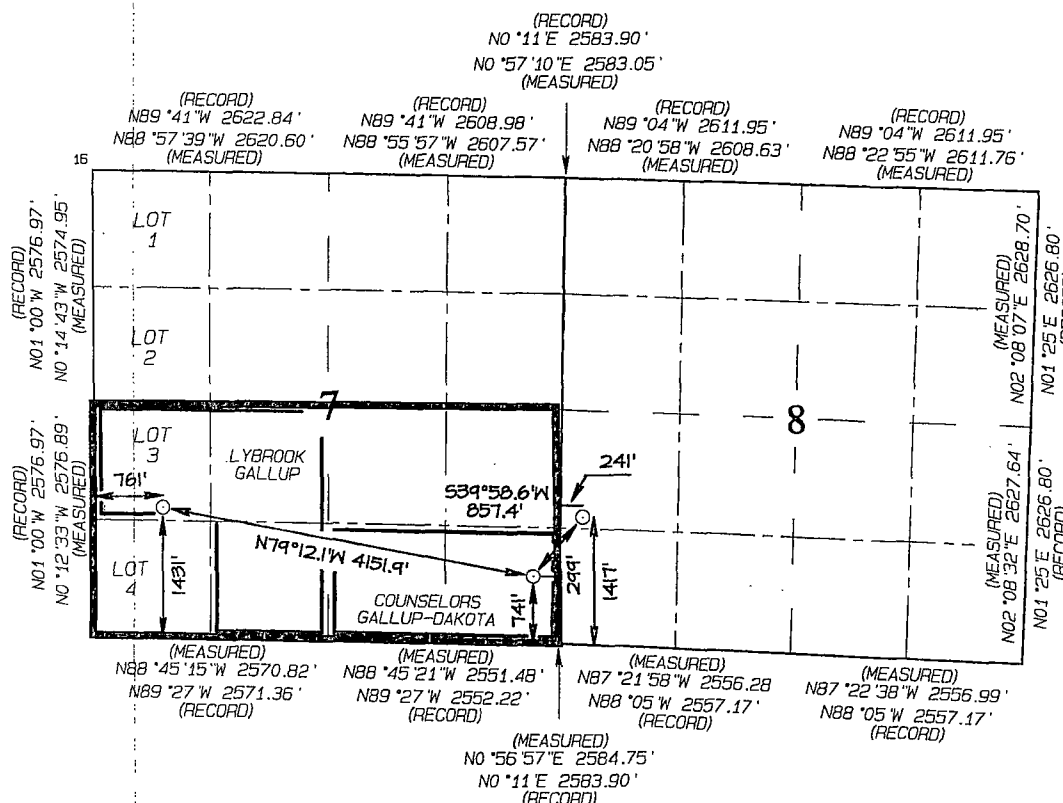 (RECORD)
N0°11'E 2583.90'
N0°57'10"E 2583.05'
(MEASURED)
(RECORD)
N89°41"W 2622.84'
N88°57'39"W 2620.60'
(MEASURED)
(RECORD)
N89°41"W 2608.98'
N88°55'57"W 2607.57'
(MEASURED)
(RECORD)
N89°04"W 2611.95'
N88°20'58"W 2608.63'
(MEASURED)
(RECORD)
N89°04"W 2611.95'
N88°22'55"W 2611.76'
(MEASURED)
(RECORD)
N01°00'W 2576.97'
N0°14'43"W 2574.95'
(MEASURED)
LOT
1
LOT
2
(MEASURED)
N02°08'07"E 2628.70'
N01°25'E 2626.80'
7
8
(RECORD)
N01°00'W 2576.97'
N0°12'33"W 2576.89'
(MEASURED)
LOT
3
LYBROOK
GALLUP
761'
241'
S39°58.6'W
857.4'
N79°12.1'W 4151.9'
LOT
4
1431'
741'
299'
1417'
COUNSELORS
GALLUP-DAKOTA
(MEASURED)
N02°08'32"E 2627.64'
N01°25'E 2626.80'
(RECORD)
(MEASURED)
N88°45'15"W 2570.82'
N89°27'W 2571.36'
(RECORD)
(MEASURED)
N88°45'21"W 2551.48'
N89°27'W 2552.22'
(RECORD)
(MEASURED)
N87°21'58"W 2556.28
N88°05'W 2557.17'
(RECORD)
(MEASURED)
N87°22'38"W 2556.99'
N88°05'W 2557.17'
(RECORD)
(MEASURED)
N0°56'57"E 2584.75'
N0°11'E 2583.90'
(RECORD)